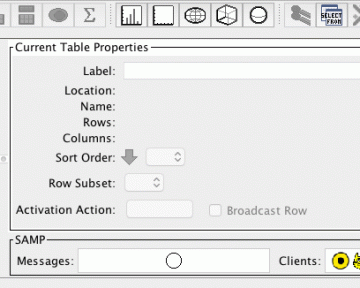 Σ
SELECT
FROM
Current Table Properties
Label:
Location:
Name:
Rows:
Columns:
Sort Order:
Row Subset:
Activation Action: Broadcast Row
SAMP
Messages: Clients: